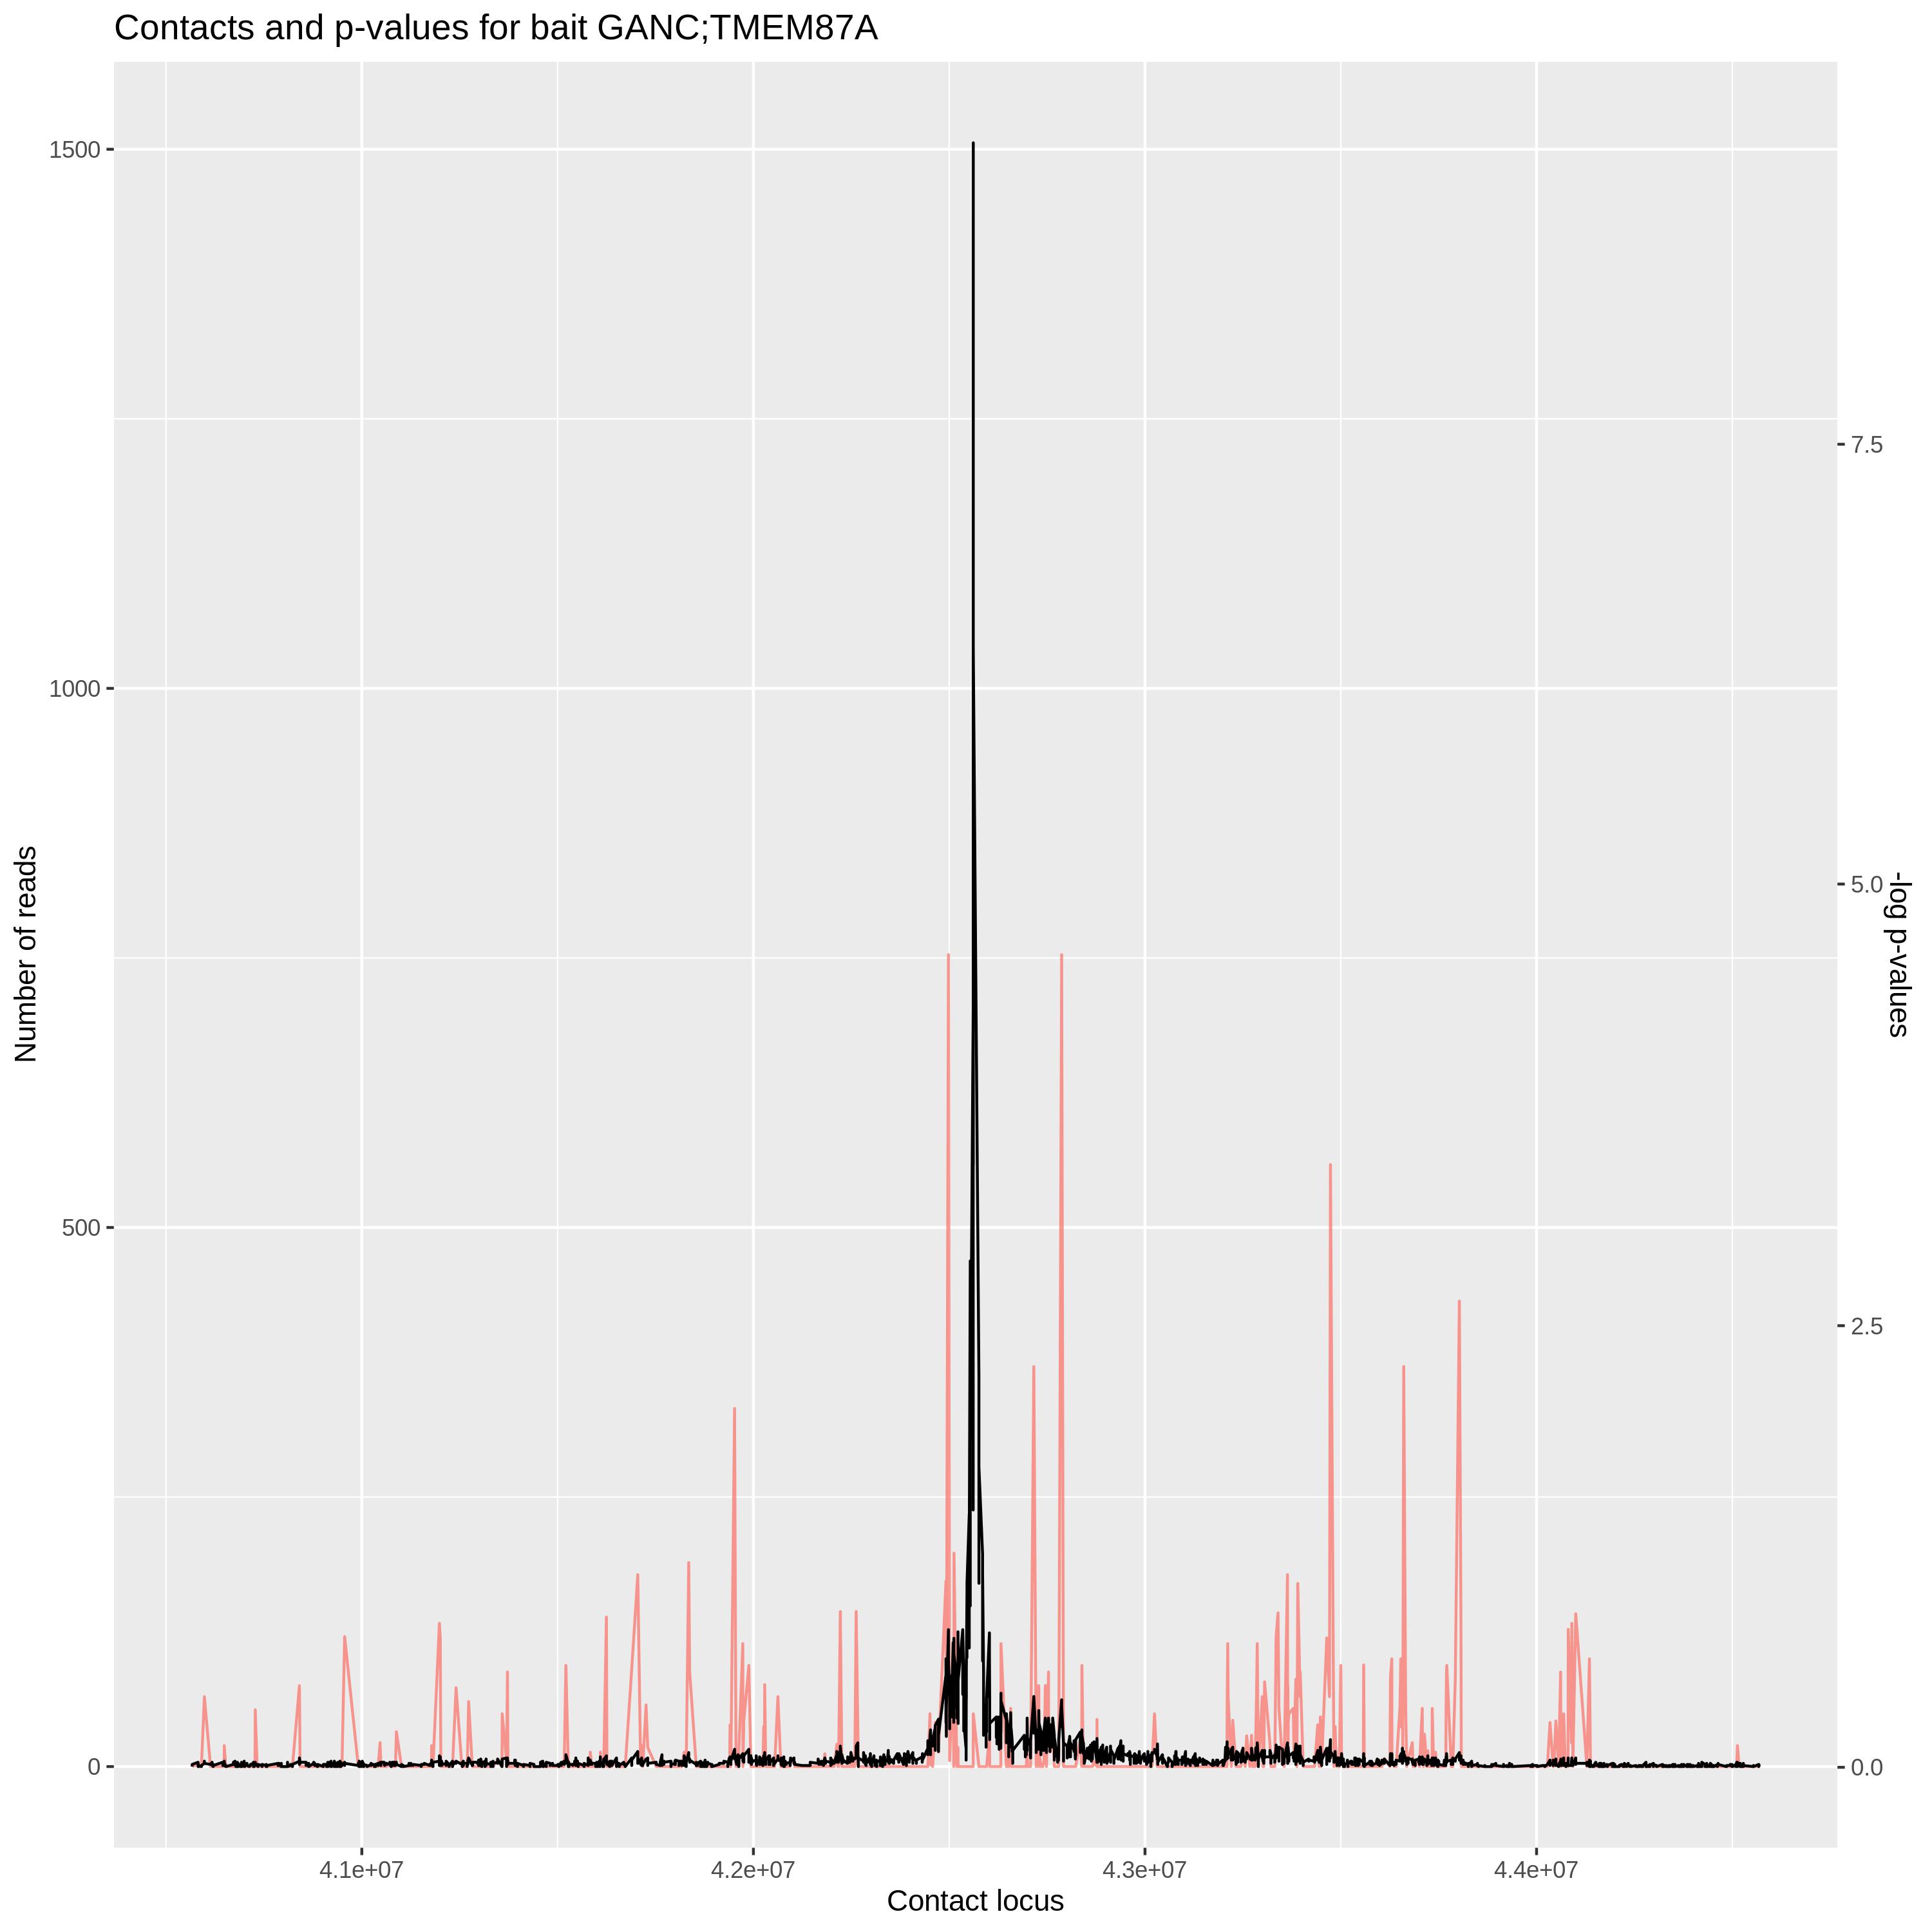 Contacts and p-values for bait GANC;TMEM87A
1500
1000
500
0
Number of reads
7.5
5.0
2.5
0.0
-log p-values
4.1e+07
4.2e+07
4.3e+07
4.4e+07
Contact locus